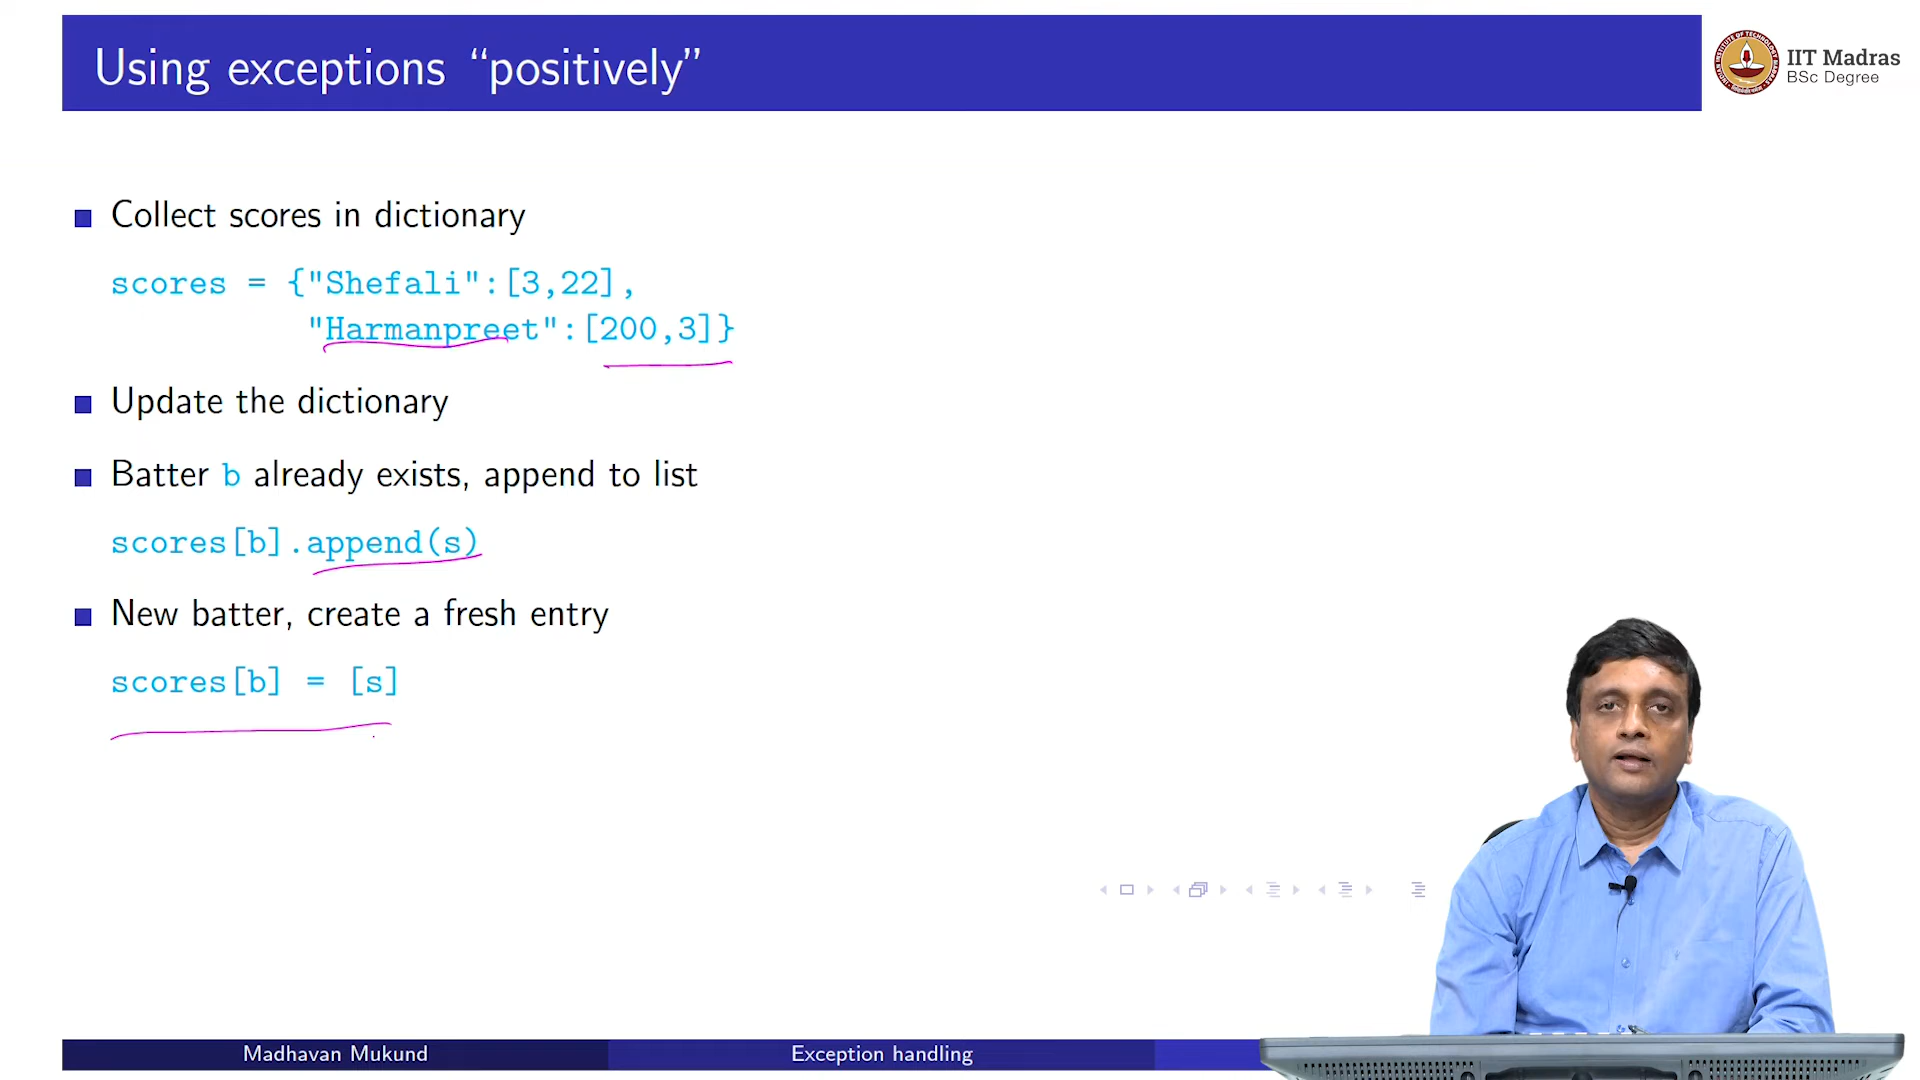 Using exceptions “positively”
IIT Madras
BSc Degree
Collect scores in dictionary
scores = {"Shefali":[3,22],
"Harmanpreet":[200,3]}
Update the dictionary
Batter b already exists, append to list
scores[b].append(s)
New batter, create a fresh entry
scores[b] = [s]
Madhavan Mukund
Exception handling